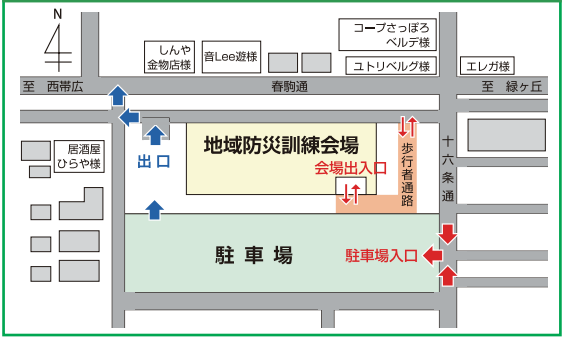 N
コープさっぽろ
ベルデ様
しんや
金物店様
音Lee遊様
ユトリベルグ様
エレガ様
至 西帯広
春駒通
至 緑ヶ丘
居酒屋
ひらや様
出口
地域防災訓練会場
会場出入口
歩行者通路
十六条通
駐車場
駐車場入口